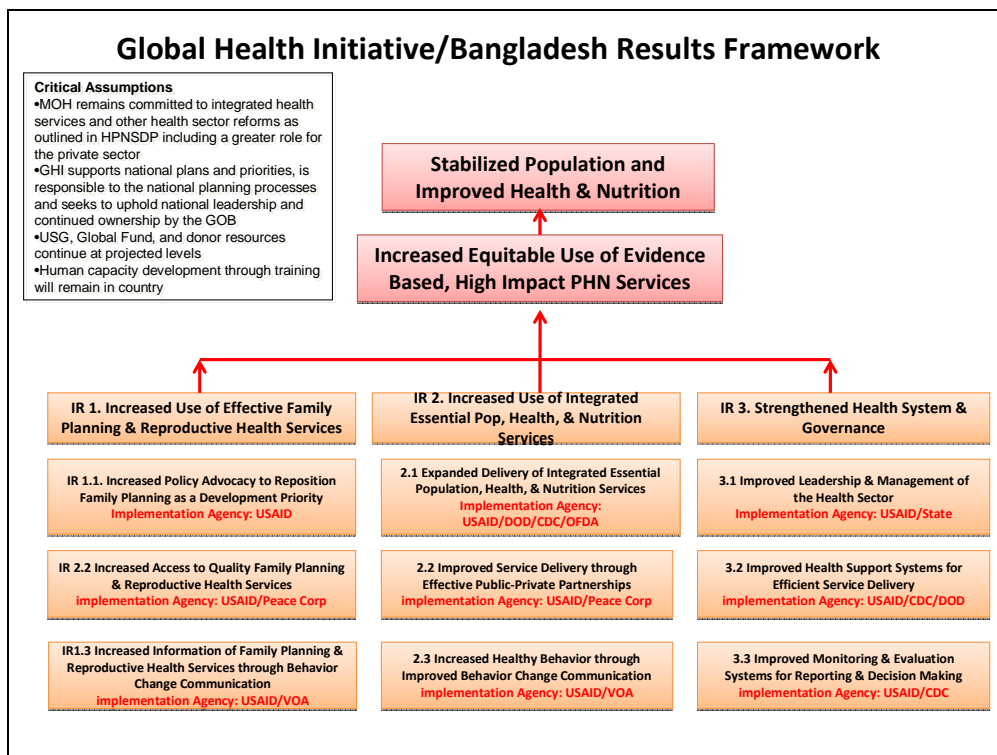 Global Health Initiative/Bangladesh Results Framework
Critical Assumptions
•MOH remains committed to integrated health
services and other health sector reforms as
outlined in HPNSDP including a greater role for
the private sector
•GHI supports national plans and priorities, is
responsible to the national planning processes
and seeks to uphold national leadership and
continued ownership by the GOB
•USG, Global Fund, and donor resources
continue at projected levels
•Human capacity development through training
will remain in country
Stabilized Population and
Improved Health & Nutrition
Increased Equitable Use of Evidence
Based, High Impact PHN Services
IR 1. Increased Use of Effective Family
Planning & Reproductive Health Services
IR 2. Increased Use of Integrated
Essential Pop, Health, & Nutrition
Services
IR 3. Strengthened Health System &
Governance
IR 1.1. Increased Policy Advocacy to Reposition
Family Planning as a Development Priority
Implementation Agency: USAID
2.1 Expanded Delivery of Integrated Essential
Population, Health, & Nutrition Services
Implementation Agency:
USAID/DOD/CDC/OFDA
3.1 Improved Leadership & Management of
the Health Sector
Implementation Agency: USAID/State
IR 2.2 Increased Access to Quality Family Planning
& Reproductive Health Services
implementation Agency: USAID/Peace Corp
2.2 Improved Service Delivery through
Effective Public-Private Partnerships
implementation Agency: USAID/Peace Corp
3.2 Improved Health Support Systems for
Efficient Service Delivery
implementation Agency: USAID/CDC/DOD
IR1.3 Increased Information of Family Planning &
Reproductive Health Services through Behavior
Change Communication
implementation Agency: USAID/VOA
2.3 Increased Healthy Behavior through
Improved Behavior Change Communication
implementation Agency: USAID/VOA
3.3 Improved Monitoring & Evaluation
Systems for Reporting & Decision Making
implementation Agency: USAID/CDC